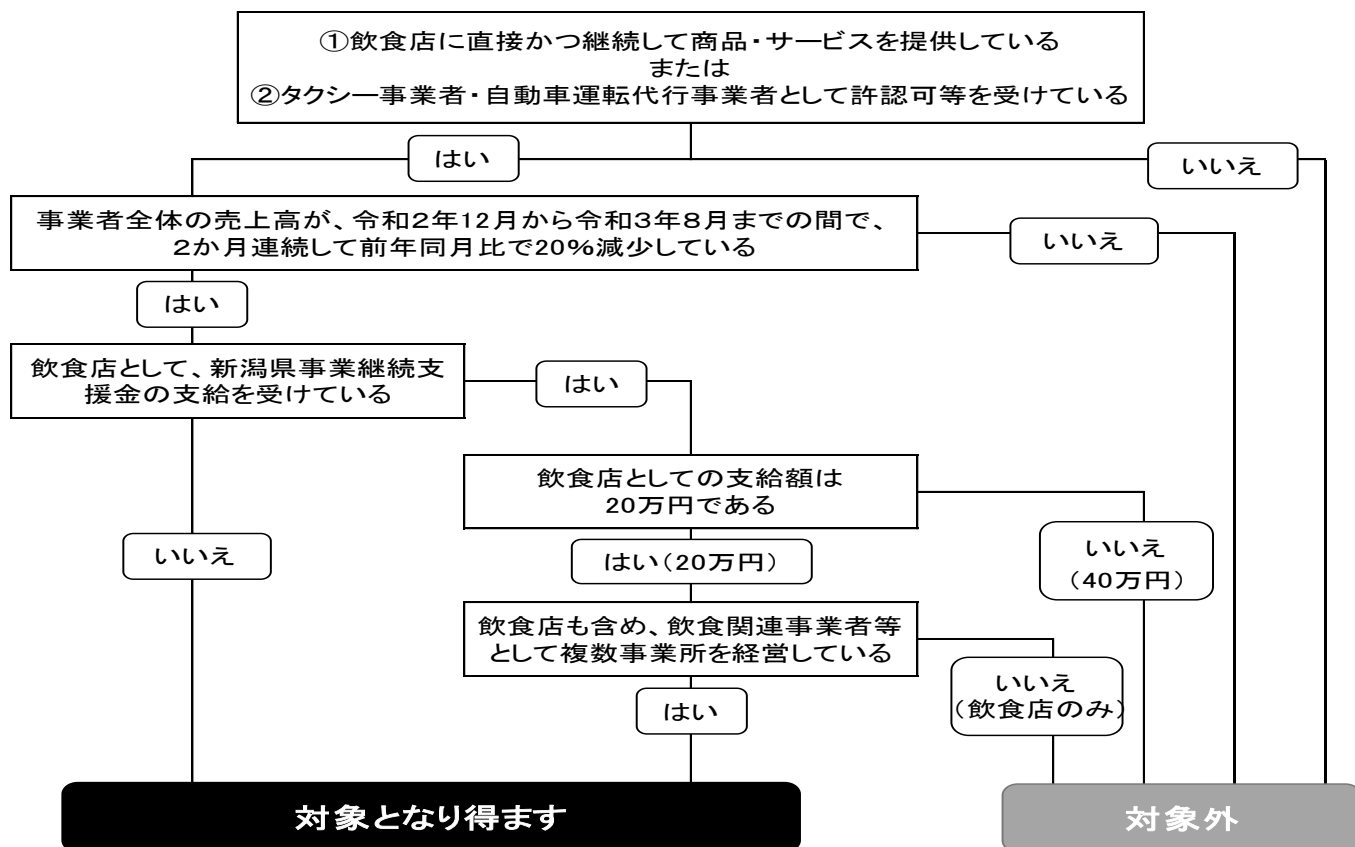 ①飲食店に直接かつ継続して商品・サービスを提供している
または
②タクシー事業者・自動車運転代行事業者として許認可等を受けている
はい
いいえ
事業者全体の売上高が、令和2年12月から令和3年8月までの間で、
2か月連続して前年同月比で20%減少している
いいえ
はい
飲食店として、新潟県事業継続支
援金の支給を受けている
はい
飲食店としての支給額は
20万円である
いいえ
はい(20万円)
いいえ
(40万円)
飲食店も含め、飲食関連事業者等
として複数事業所を経営している
はい
いいえ
(飲食店のみ)
対象となり得ます
対象外